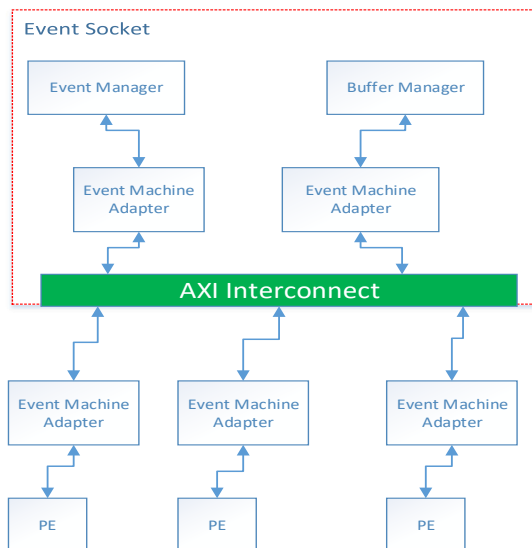 Event Socket
Event Manager
Buffer Manager
Event Machine
Adapter
Event Machine
Adapter
AXI Interconnect
Event Machine
Adapter
Event Machine
Adapter
Event Machine
Adapter
PE
PE
PE